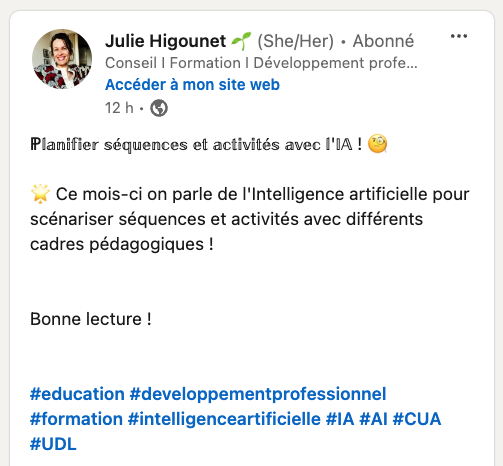 Julie Higounet 🌱 (She/Her) • Abonné
Conseil l Formation l Développement profe...
Accéder à mon site web
12 h •
ℙ𝕝𝕒𝕟𝕚𝕗𝕚𝕖𝕣 𝕤𝕖́𝕢𝕦𝕖𝕟𝕔𝕖𝕤 𝕖𝕥 𝕒𝕔𝕥𝕚𝕧𝕚𝕥𝕖́𝕤 𝕒𝕧𝕖𝕔 𝕝'𝕀𝔸 ! 🧐
🌟 Ce mois-ci on parle de l'Intelligence artificielle pour
scénariser séquences et activités avec différents
cadres pédagogiques !
Bonne lecture !
#education #developpementprofessionnel
#formation #intelligenceartificielle #IA #AI #CUA
#UDL